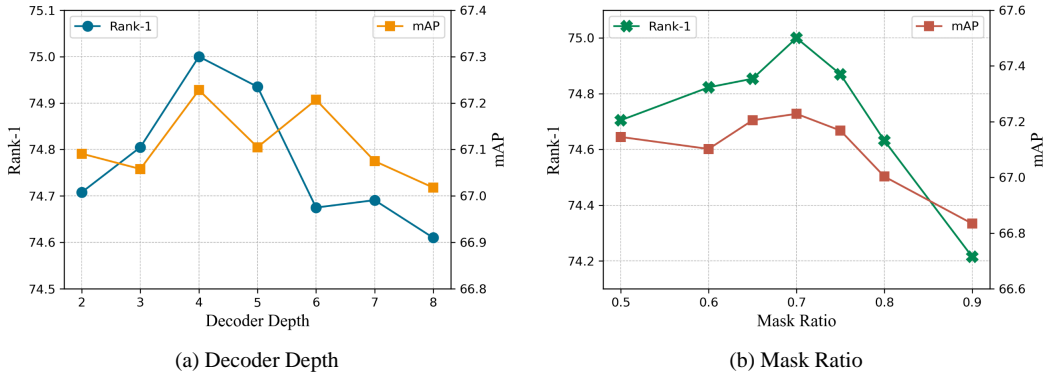 75.1
75.0
74.9
74.8
74.7
74.6
74.5
Rank-1
Rank-1
mAP
67.4
67.3
67.2
67.1
67.0
66.9
66.8
mAP
2 3 4 5 6 7 8
Decoder Depth
(a) Decoder Depth
75.0
74.8
74.6
74.4
74.2
Rank-1
Rank-1
mAP
67.6
67.4
67.2
67.0
66.8
66.6
mAP
0.5 0.6 0.7 0.8 0.9
Mask Ratio
(b) Mask Ratio